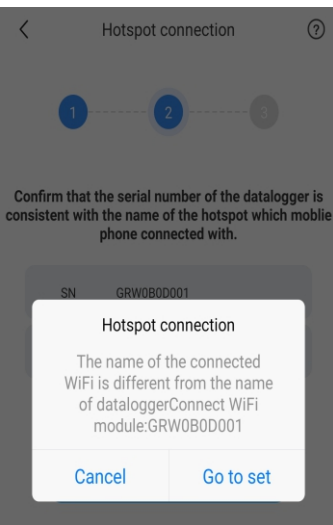 Hotspot connection
?
1
2
3
Confirm that the serial number of the datalogger is
consistent with the name of the hotspot which moblie
phone connected with.
SN GRW0B0D001
Hotspot connection
The name of the connected
WiFi is different from the name
of dataloggerConnect WiFi
module:GRW0B0D001
Cancel Go to set